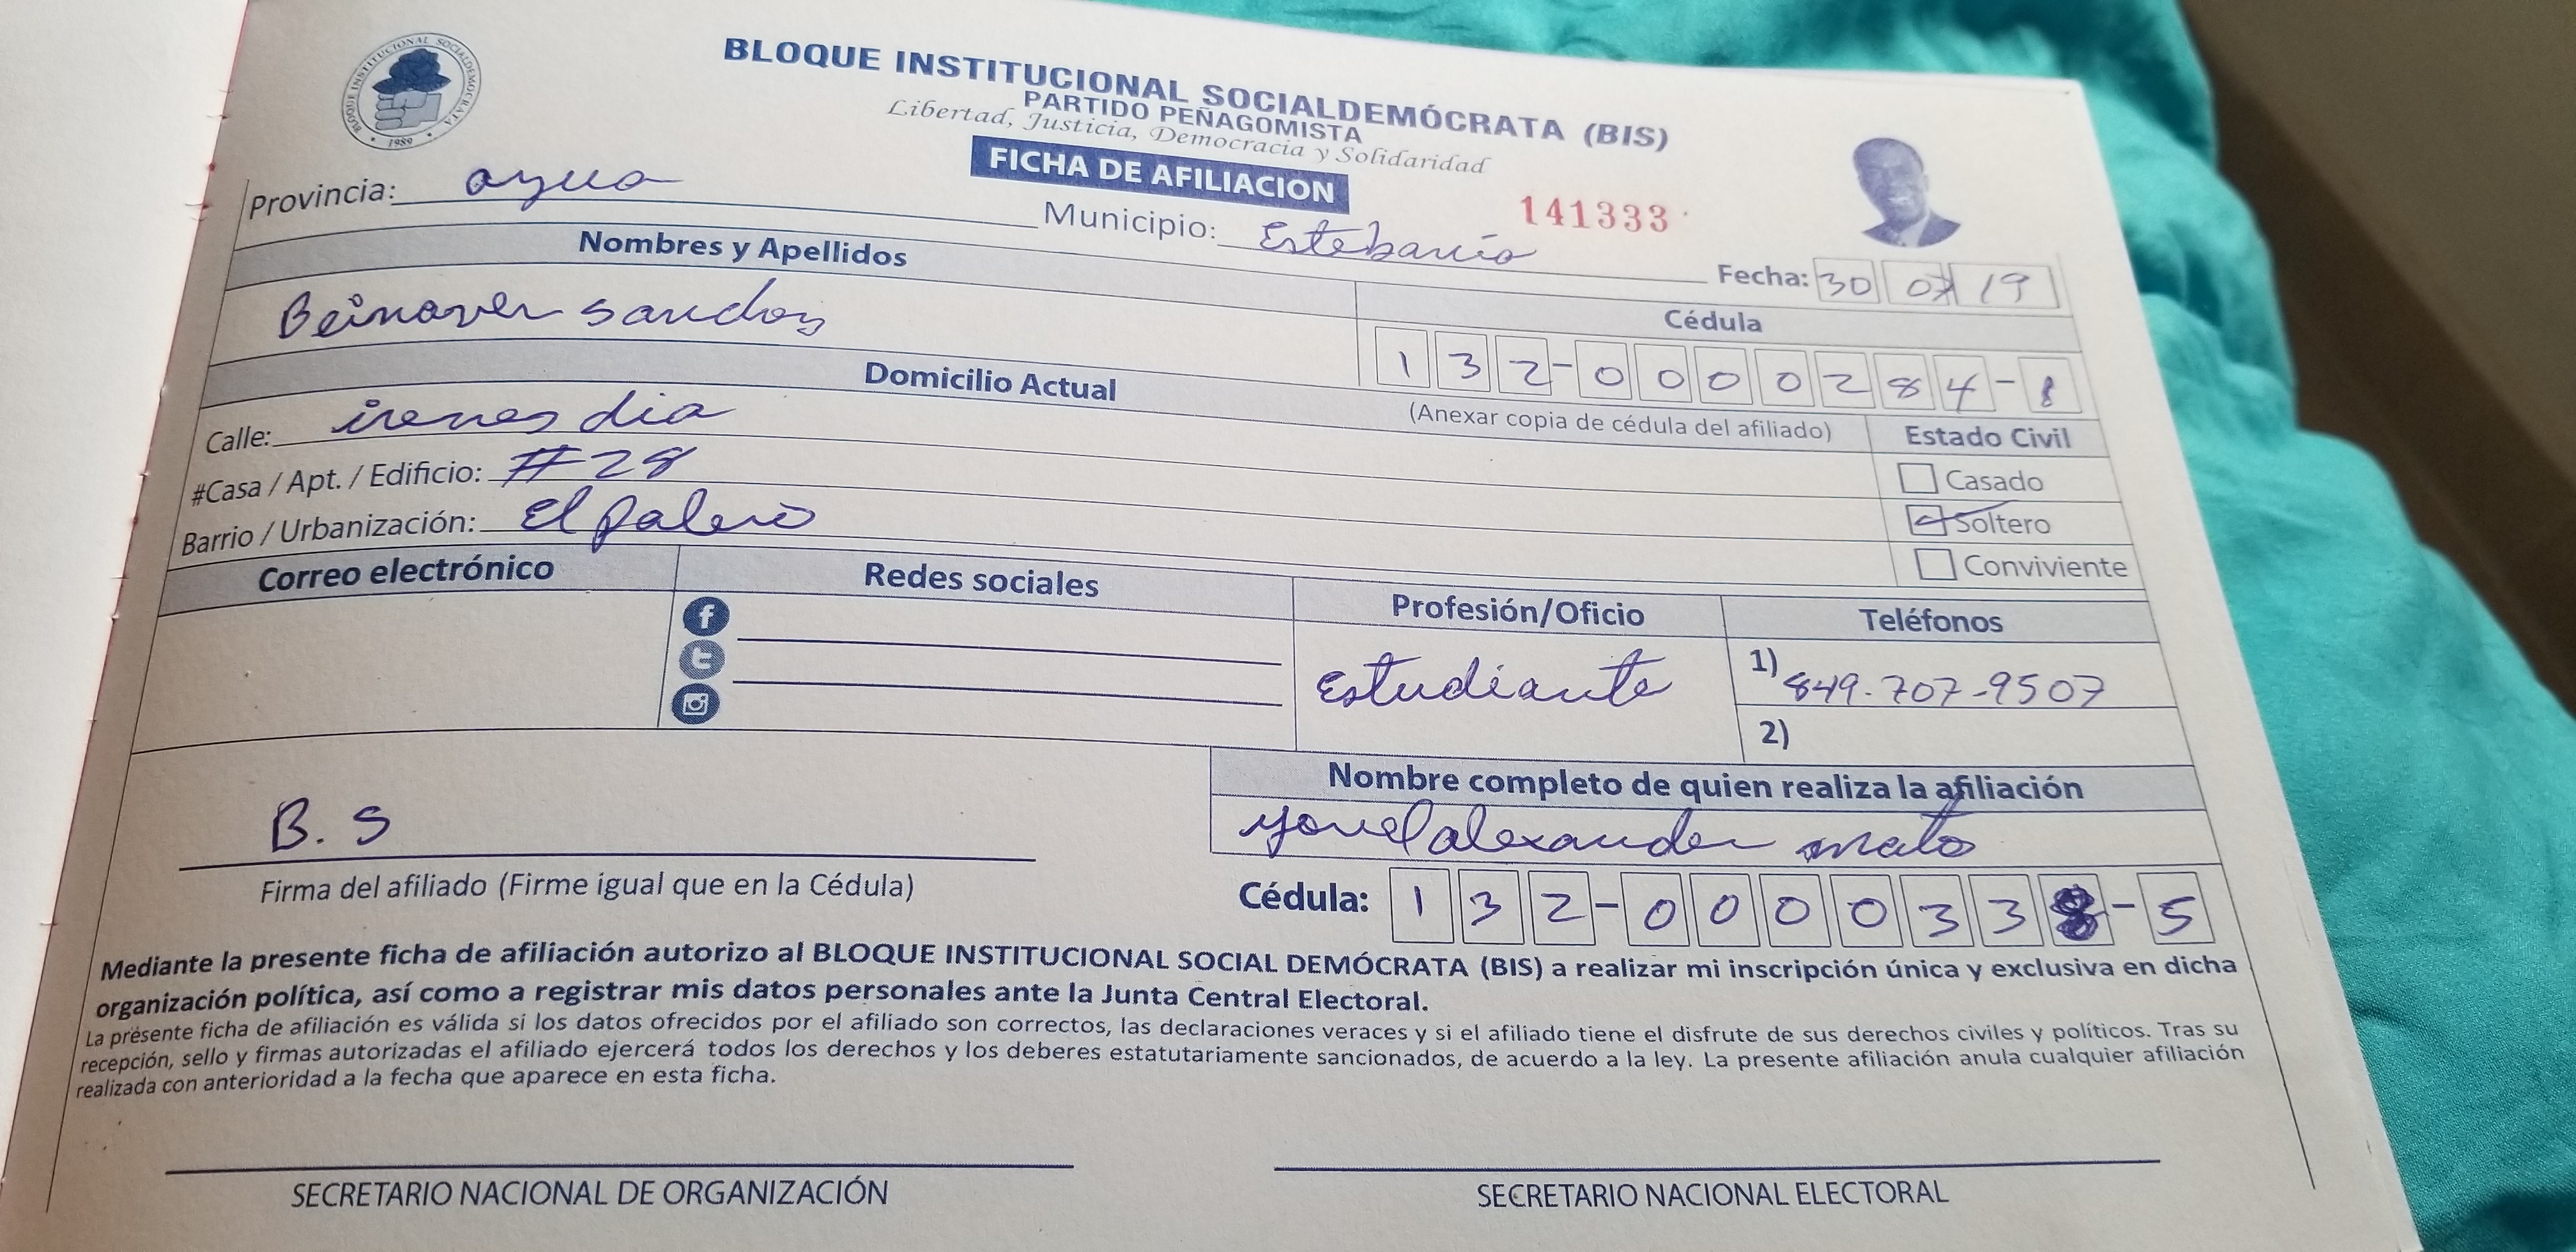 BLOQUE INSTITUCIONAL SOCIALDEMOCRATA
1989
BLOQUE INSTITUCIONAL SOCIALDEMÓCRATA (BIS)
PARTIDO PEÑAGOMISTA
Libertad, Justicia, Democracia y Solidaridad
FICHA DE AFILIACION
141333
Provincia: azua
Municipio: Estebanía
Fecha: 30 07 19
Nombres y Apellidos
Cédula
132-0000284-8
(Anexar copia de cédula del afiliado)
Domicilio Actual
Calle: irenes dia
#Casa / Apt. / Edificio: #28
Barrio / Urbanización: El
Estado Civil
Casado
Soltero
Conviviente
Correo electrónico
Redes sociales
Profesión/Oficio
Teléfonos
Estudiante
1) 849-707-9507
2)
Nombre completo de quien realiza la afiliación
alexander mato
B. S
Firma del afiliado (Firme igual que en la Cédula)
Cédula: 132-0000338-5
Mediante la presente ficha de afiliación autorizo al BLOQUE INSTITUCIONAL SOCIAL DEMÓCRATA (BIS) a realizar mi inscripción única y exclusiva en dicha
organización política, así como a registrar mis datos personales ante la Junta Central Electoral.
La presente ficha de afiliación es válida si los datos ofrecidos por el afiliado son correctos, las declaraciones veraces y si el afiliado tiene el disfrute de sus derechos civiles y políticos. Tras su
recepción, sello y firmas autorizadas el afiliado ejercerá todos los derechos y los deberes estatutariamente sancionados, de acuerdo a la ley. La presente afiliación anula cualquier afiliación
realizada con anterioridad a la fecha que aparece en esta ficha.
SECRETARIO NACIONAL DE ORGANIZACIÓN
SECRETARIO NACIONAL ELECTORAL